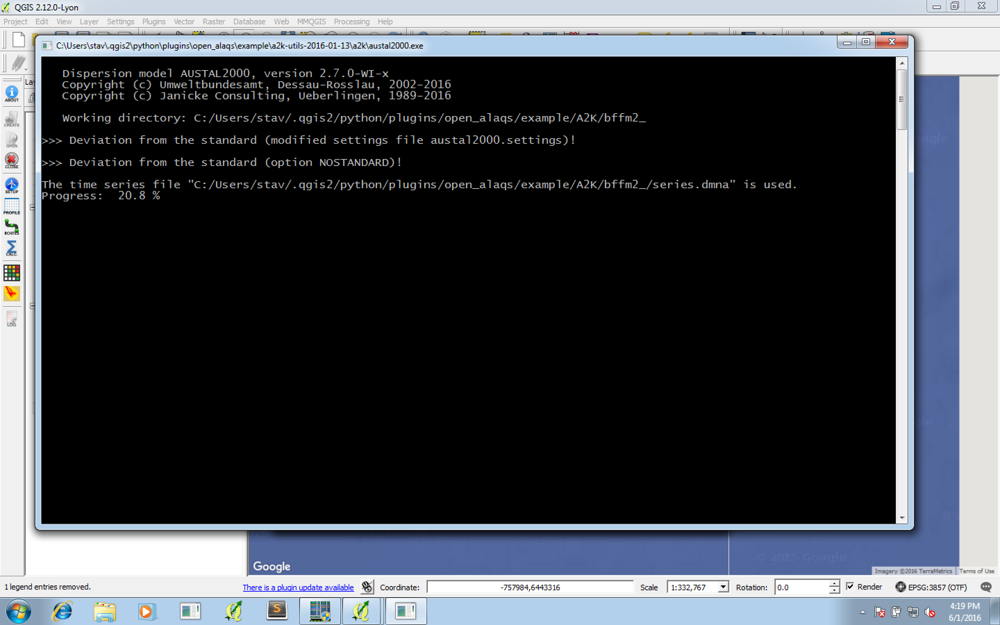 QGIS 2.12.0-Lyon
Project Edit View Layer Settings Plugins Vector Raster Database Web MMQGIS Processing Help
C:\Users\stav\.qgis2\python\plugins\open_alaqs\example\a2k-utils-2016-01-13\a2k\austal2000.exe
Dispersion model AUSTAL2000, version 2.7.0-WI-x
Copyright (c) Umweltbundesamt, Dessau-Rosslau, 2002-2016
Copyright (c) Janicke Consulting, Ueberlingen, 1989-2016
Working directory: C:/Users/stav/.qgis2/python/plugins/open_alaqs/example/A2K/bffm2_
>>> Deviation from the standard (modified settings file austal2000.settings)!
>>> Deviation from the standard (option NOSTANDARD)!
The time series file "C:/Users/stav/.qgis2/python/plugins/open_alaqs/example/A2K/bffm2_/series.dmna" is used.
Progress: 20.8 %
Lay
ABOUT
CREATE
OPEN
CLOSE
SETUP
PROFILE
ROUTES
CALC.
LOG
Google
© 2015 Google
Imagery ©2016 TerraMetrics Terms of Use
1 legend entries removed.
There is a plugin update available
Coordinate: -757984,6443316
Scale 1:332,767
Rotation: 0.0
Render
EPSG:3857 (OTF)
4:19 PM
6/1/2016